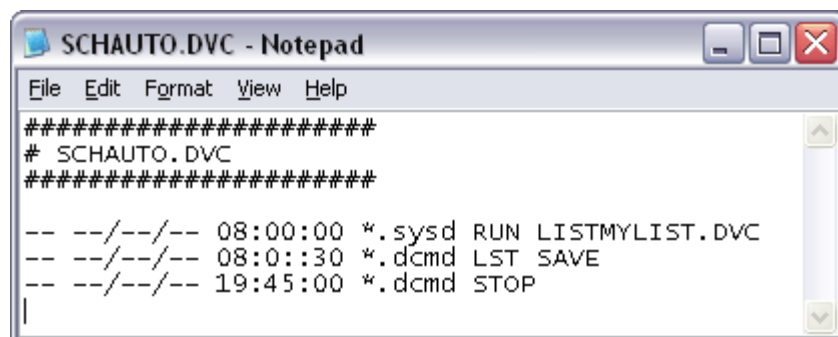 SCHAUTO.DVC - Notepad
File Edit Format View Help
######################
# SCHAUTO.DVC
######################
-- --/--/-- 08:00:00 *.sysd RUN LISTMYLIST.DVC
-- --/--/-- 08:0::30 *.dcmd LST SAVE
-- --/--/-- 19:45:00 *.dcmd STOP